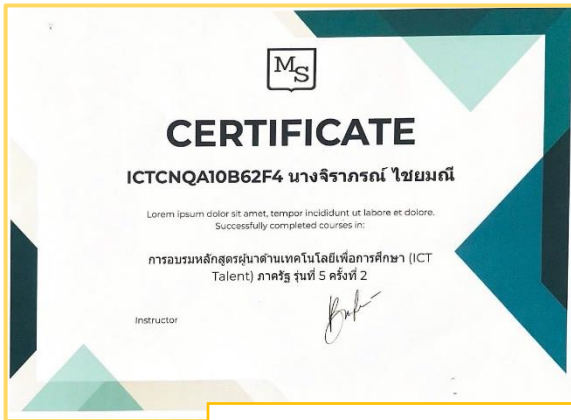 MS
CERTIFICATE
ICTCNQA10B62F4 นางจิราภรณ์ ไชยมณี
Lorem ipsum dolor sit amet, tempor incididunt ut labore et dolore.
Successfully completed courses in:
การอบรมหลักสูตรผู้นำด้านเทคโนโลยีเพื่อการศึกษา (ICT
Talent) ภาครัฐ รุ่นที่ 5 ครั้งที่ 2
Instructor